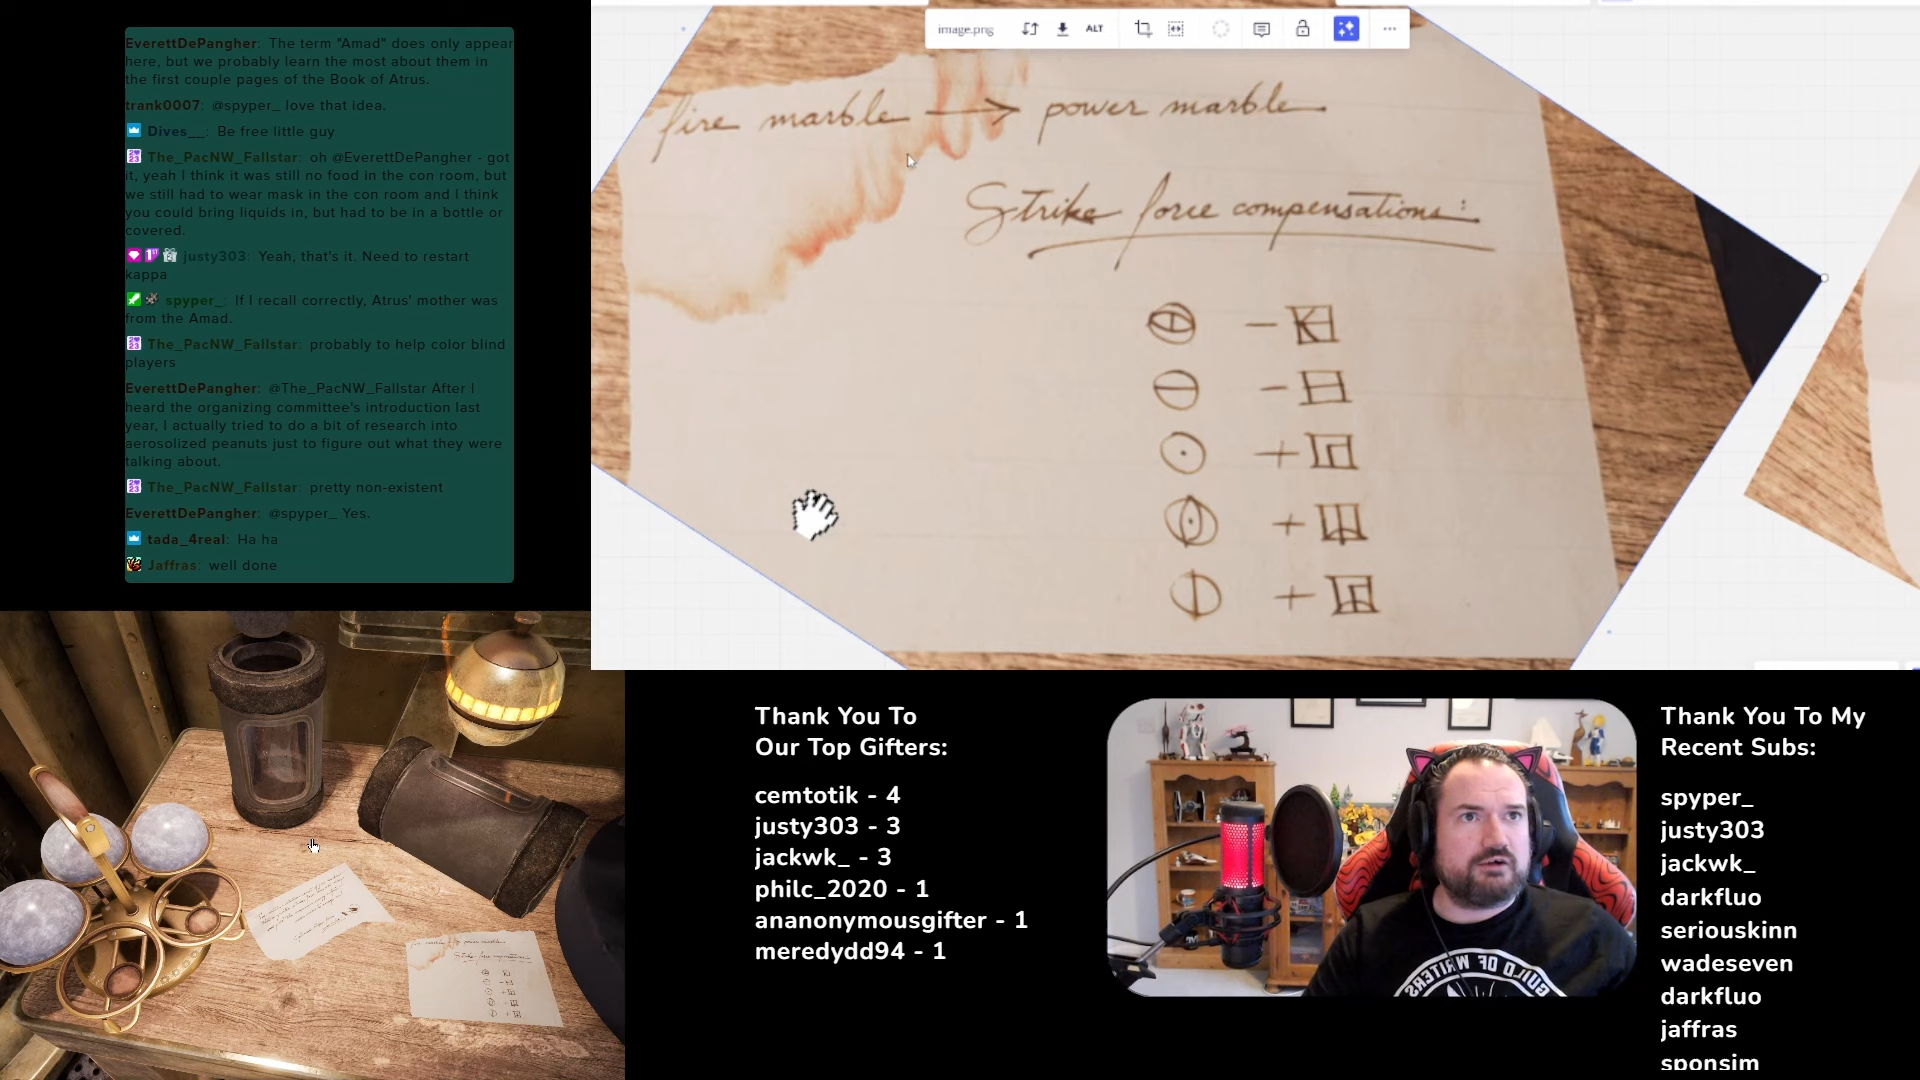 EverettDePangher: The term "Amad" does only appear
here, but we probably learn the most about them in
the first couple pages of the Book of Atrus.
trank0007: @spyper_ love that idea.
Dives__: Be free little guy
The_PacNW_Fallstar: oh @EverettDePangher - got
it, yeah I think it was still no food in the con room, but
we still had to wear mask in the con room and I think
you could bring liquids in, but had to be in a bottle or
covered.
justy303: Yeah, that's it. Need to restart
kappa
spyper_: If I recall correctly, Atrus' mother was
from the Amad.
The_PacNW_Fallstar: probably to help color blind
players
EverettDePangher: @The_PacNW_Fallstar After I
heard the organizing committee's introduction last
year, I actually tried to do a bit of research into
aerosolized peanuts just to figure out what they were
talking about.
The_PacNW_Fallstar: pretty non-existent
EverettDePangher: @spyper_ Yes.
tada_4real: Ha ha
Jaffras: well done
image.png
ALT
fire marble → power marble
Strike force compensations:
Thank You To
Our Top Gifters:
cemtotik - 4
justy303 - 3
jackwk_ - 3
philc_2020 - 1
ananonymousgifter - 1
meredydd94 - 1
GUILD OF WRITERS
Thank You To My
Recent Subs:
spyper_
justy303
jackwk_
darkfluo
seriouskinn
wadeseven
darkfluo
jaffras
sponsim